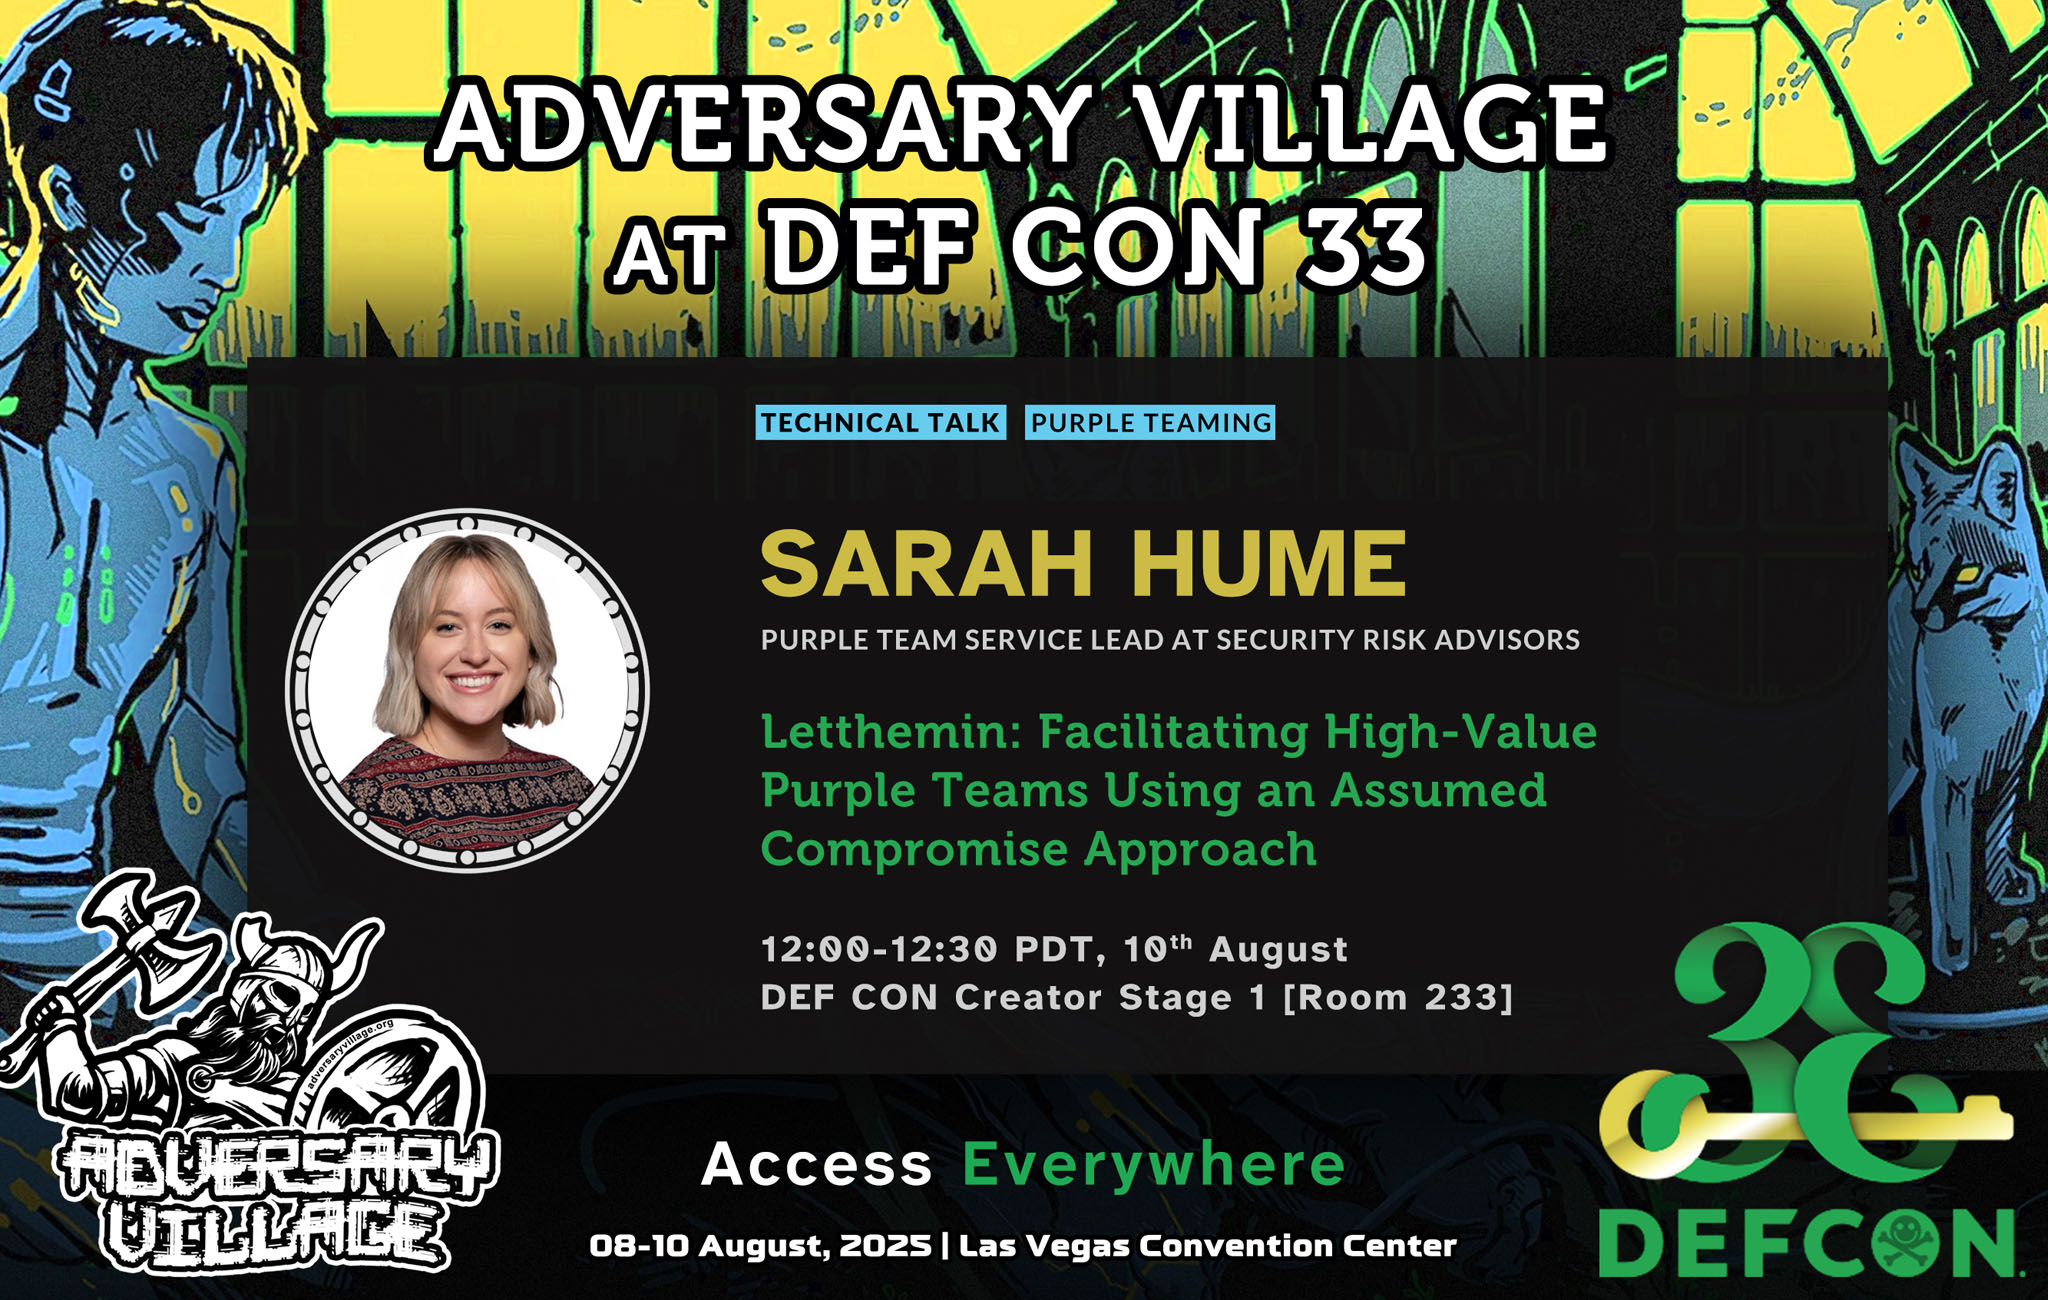 ADVERSARY VILLAGE
AT DEF CON 33
TECHNICAL TALK PURPLE TEAMING
SARAH HUME
PURPLE TEAM SERVICE LEAD AT SECURITY RISK ADVISORS
Letthemin: Facilitating High-Value
Purple Teams Using an Assumed
Compromise Approach
12:00-12:30 PDT, 10th August
DEF CON Creator Stage 1 [Room 233]
adversaryvillage.org
ADVERSARY
VILLAGE
Access Everywhere
08-10 August, 2025 | Las Vegas Convention Center
33
DEFCON.